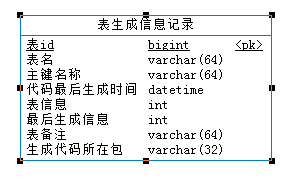 表生成信息记录
表id bigint <pk>
表名 varchar(64)
主键名称 varchar(64)
代码最后生成时间 datetime
表信息 int
最后生成信息 int
表备注 varchar(64)
生成代码所在包 varchar(32)